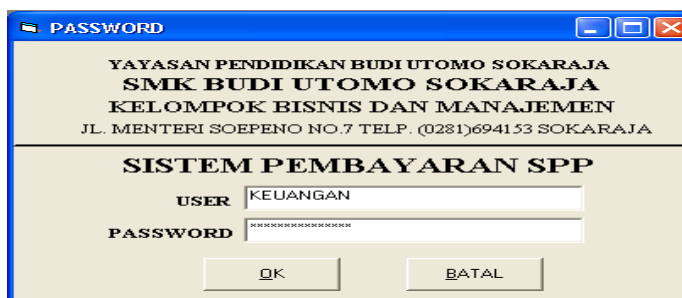 PASSWORD
YAYASAN PENDIDIKAN BUDI UTOMO SOKARAJA
SMK BUDI UTOMO SOKARAJA
KELOMPOK BISNIS DAN MANAJEMEN
JL. MENTERI SOEPENO NO.7 TELP. (0281)694153 SOKARAJA
SISTEM PEMBAYARAN SPP
USER KEUANGAN
PASSWORD ***************
OK BATAL